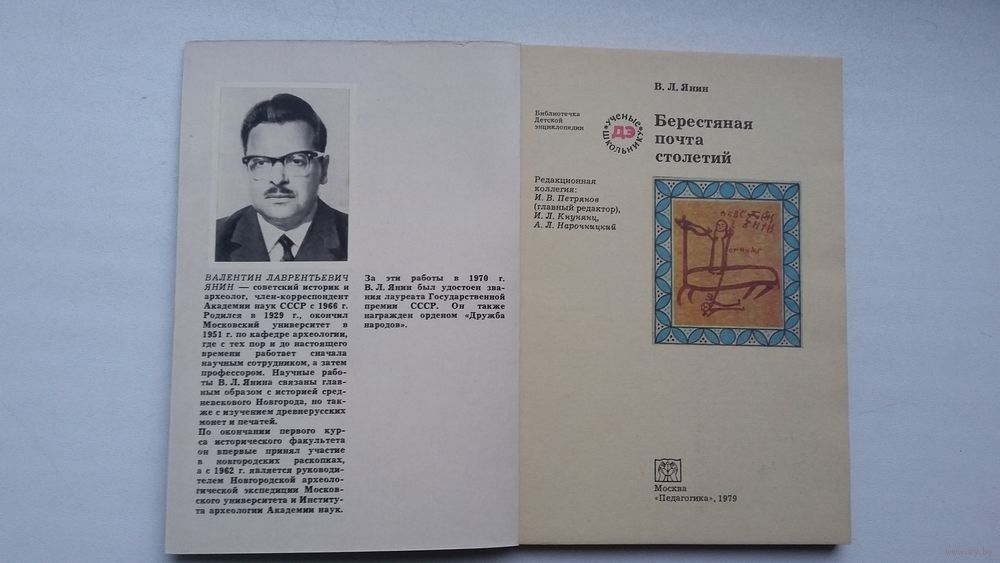 ВАЛЕНТИН ЛАВРЕНТЬЕВИЧ
ЯНИН — советский историк и
археолог, член-корреспондент
Академии наук СССР с 1966 г.
Родился в 1929 г., окончил
Московский университет в
1951 г. по кафедре археологии,
где с тех пор и до настоящего
времени работает сначала
научным сотрудником, а затем
профессором. Научные рабо-
ты В. Л. Янина связаны глав-
ным образом с историей сред-
невекового Новгорода, но так-
же с изучением древнерусских
монет и печатей.
По окончании первого кур-
са исторического факультета
он впервые принял участие
в новгородских раскопках,
а с 1962 г. является руководи-
телем Новгородской археоло-
гической экспедиции Москов-
ского университета и Институ-
та археологии Академии наук.
За эти работы в 1970 г.
В. Л. Янин был удостоен зва-
ния лауреата Государственной
премии СССР. Он также
награжден орденом «Дружба
народов».
В. Л. Янин
Библиотечка
Детской
энциклопедии
УЧЕНЫЕ
ДЭ
ШКОЛЬНИКУ
Берестяная
почта
столетий
Редакционная
коллегия:
И. В. Петрянов
(главный редактор),
И. Л. Кнунянц,
А. Л. Нарочницкий
Москва
«Педагогика», 1979